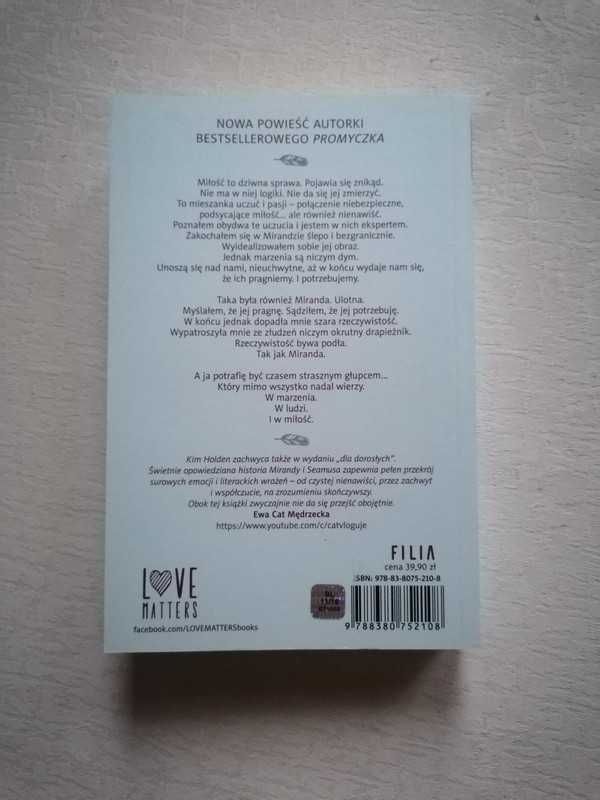 NOWA POWIEŚĆ AUTORKI
BESTSELLEROWEGO PROMYCZKA
Miłość to dziwna sprawa. Pojawia się znikąd.
Nie ma w niej logiki. Nie da się jej zmierzyć.
To mieszanka uczuć i pasji – połączenie niebezpieczne,
podsycające miłość... ale również nienawiść.
Poznałem obydwa te uczucia i jestem w nich ekspertem.
Zakochałem się w Mirandzie ślepo i bezgranicznie.
Wyidealizowałem sobie jej obraz.
Jednak marzenia są niczym dym.
Unoszą się nad nami, nieuchwytne, aż w końcu wydaje nam się,
że ich pragniemy. I potrzebujemy.
Taka była również Miranda. Ulotna.
Myślałem, że jej pragnę. Sądziłem, że jej potrzebuję.
W końcu jednak dopadła mnie szara rzeczywistość.
Wypatroszyła mnie ze złudzeń niczym okrutny drapieżnik.
Rzeczywistość bywa podła.
Tak jak Miranda.
A ja potrafię być czasem strasznym głupcem...
Który mimo wszystko nadal wierzy.
W marzenia.
W ludzi.
I w miłość.
Kim Holden zachwyca także w wydaniu „dla dorosłych”.
Świetnie opowiedziana historia Mirandy i Seamusa zapewnia pełen przekrój
surowych emocji i literackich wrażeń – od czystej nienawiści, przez zachwyt
i współczucie, na zrozumieniu skończywszy.
Obok tej książki zwyczajnie nie da się przejść obojętnie.
Ewa Cat Mędrzecka
https://www.youtube.com/c/catvloguje
FILIA
cena 39,90 zł
ISBN: 978-83-8075-210-8
LOVE
MATTERS
facebook.com/LOVEMATTERSbooks
9 788380 752108